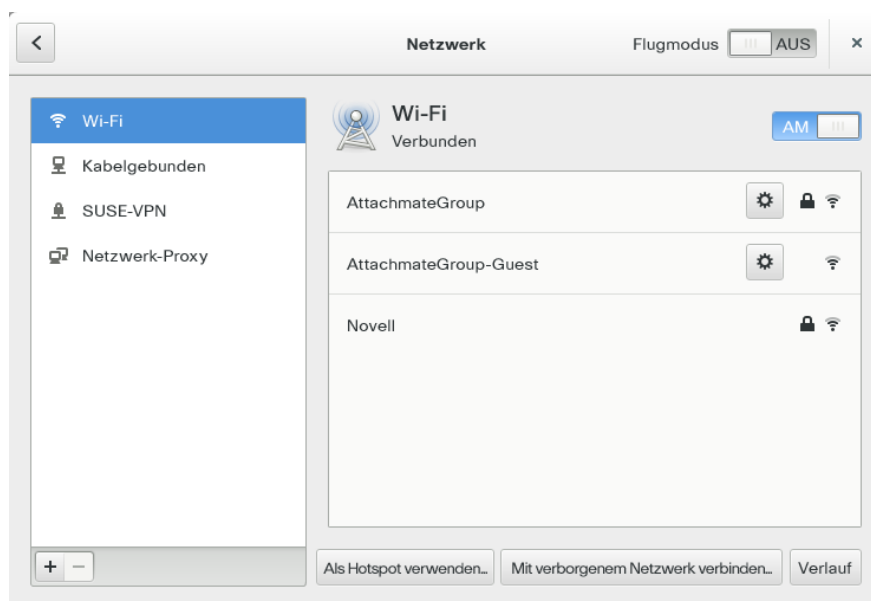 Netzwerk
Flugmodus
AUS
Wi-Fi
Kabelgebunden
SUSE-VPN
Netzwerk-Proxy
Wi-Fi
Verbunden
AM
AttachmateGroup
AttachmateGroup-Guest
Novell
Als Hotspot verwenden...
Mit verborgenem Netzwerk verbinden...
Verlauf